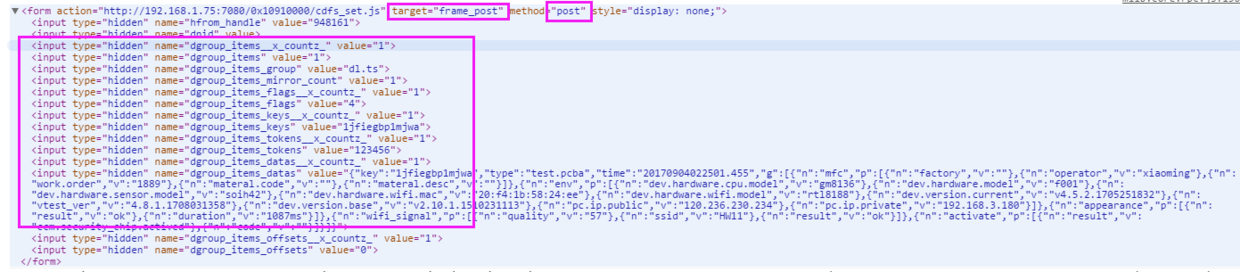 ▼<form action="http://192.168.1.75:7080/0x10910000/cdfs_set.js" target="frame_post" method="post" style="display: none;">
<input type="hidden" name="hfrom_handle" value="948161">
<input type="hidden" name="dnid" value>
<input type="hidden" name="dgroup_items__x_countz_" value="1">
<input type="hidden" name="dgroup_items" value="1">
<input type="hidden" name="dgroup_items_group" value="dl.ts">
<input type="hidden" name="dgroup_items_mirror_count" value="1">
<input type="hidden" name="dgroup_items_flags__x_countz_" value="1">
<input type="hidden" name="dgroup_items_flags" value="4">
<input type="hidden" name="dgroup_items_keys__x_countz_" value="1">
<input type="hidden" name="dgroup_items_keys" value="1jfiegbp1mjwa">
<input type="hidden" name="dgroup_items_tokens__x_countz_" value="1">
<input type="hidden" name="dgroup_items_tokens" value="123456">
<input type="hidden" name="dgroup_items_datas__x_countz_" value="1">
<input type="hidden" name="dgroup_items_datas" value="{"key":"1jfiegbp1mjwa","type":"test.pcba","time":"20170904022501.455","g":[{"n":"mfc","p":[{"n":"factory","v":""},{"n":"operator","v":"xiaoming"},{"n":
"work.order","v":"1889"},{"n":"materal.code","v":""},{"n":"materal.desc","v":""}]},{"n":"env","p":[{"n":"dev.hardware.cpu.model","v":"gm8136"},{"n":"dev.hardware.model","v":"f001"},{"n":
"dev.hardware.sensor.model","v":"soih42"},{"n":"dev.hardware.wifi.mac","v":"20:f4:1b:58:24:ee"},{"n":"dev.hardware.wifi.model","v":"rtl8188"},{"n":"dev.version.current","v":"v4.5.2.1705251832"},{"n":
"vtest_ver","v":"4.8.1.1708031358"},{"n":"dev.version.base","v":"v2.10.1.1510231113"},{"n":"pc.ip.public","v":"120.236.230.234"},{"n":"pc.ip.private","v":"192.168.3.180"}]},{"n":"appearance","p":[{"n":
"result","v":"ok"},{"n":"duration","v":"1087ms"}]},{"n":"wifi_signal","p":[{"n":"quality","v":"57"},{"n":"ssid","v":"HW11"},{"n":"result","v":"ok"}]},{"n":"activate","p":[{"n":"result","v":
"eem.security_chip.actived"},{"n":"code","v":""}]}]}">
<input type="hidden" name="dgroup_items_offsets__x_countz_" value="1">
<input type="hidden" name="dgroup_items_offsets" value="0">
</form>